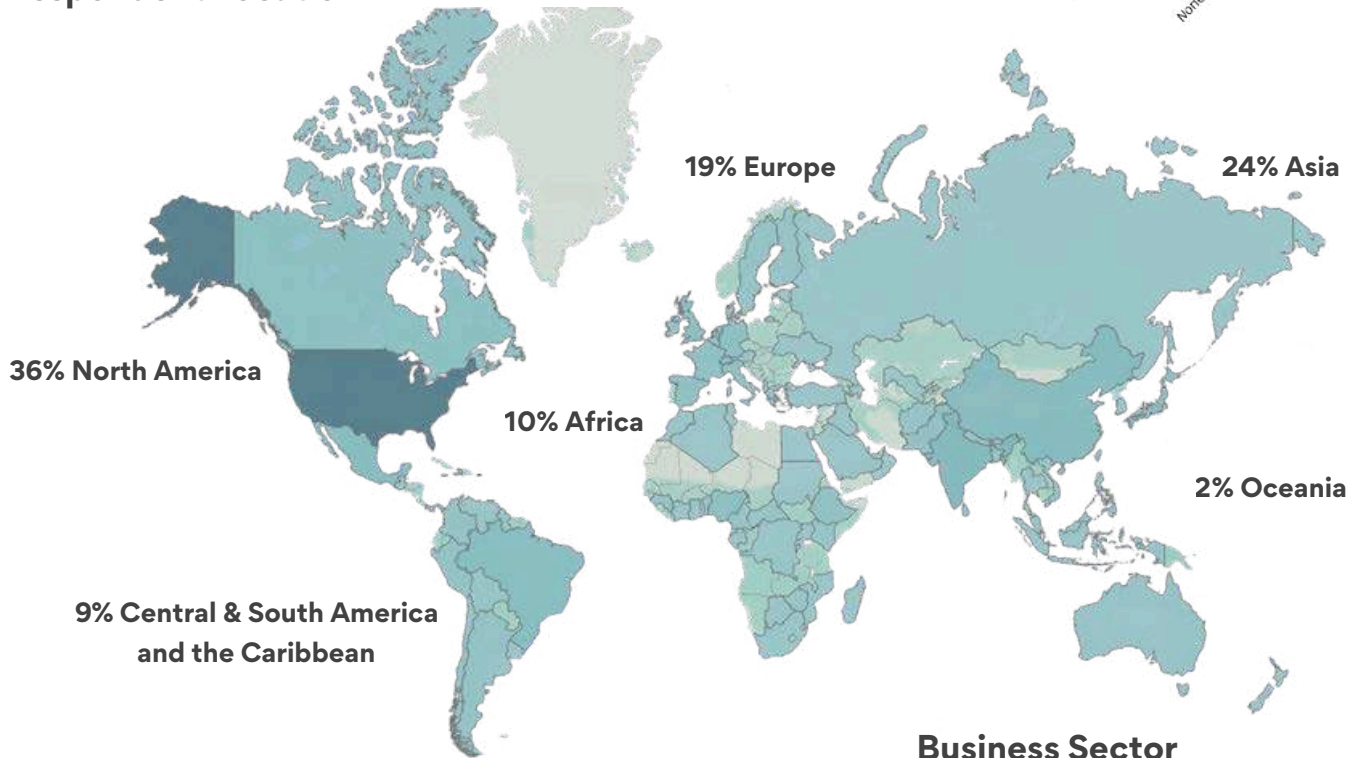 19% Europe
24% Asia
36% North America
10% Africa
2% Oceania
9% Central & South America
and the Caribbean
Business Sector